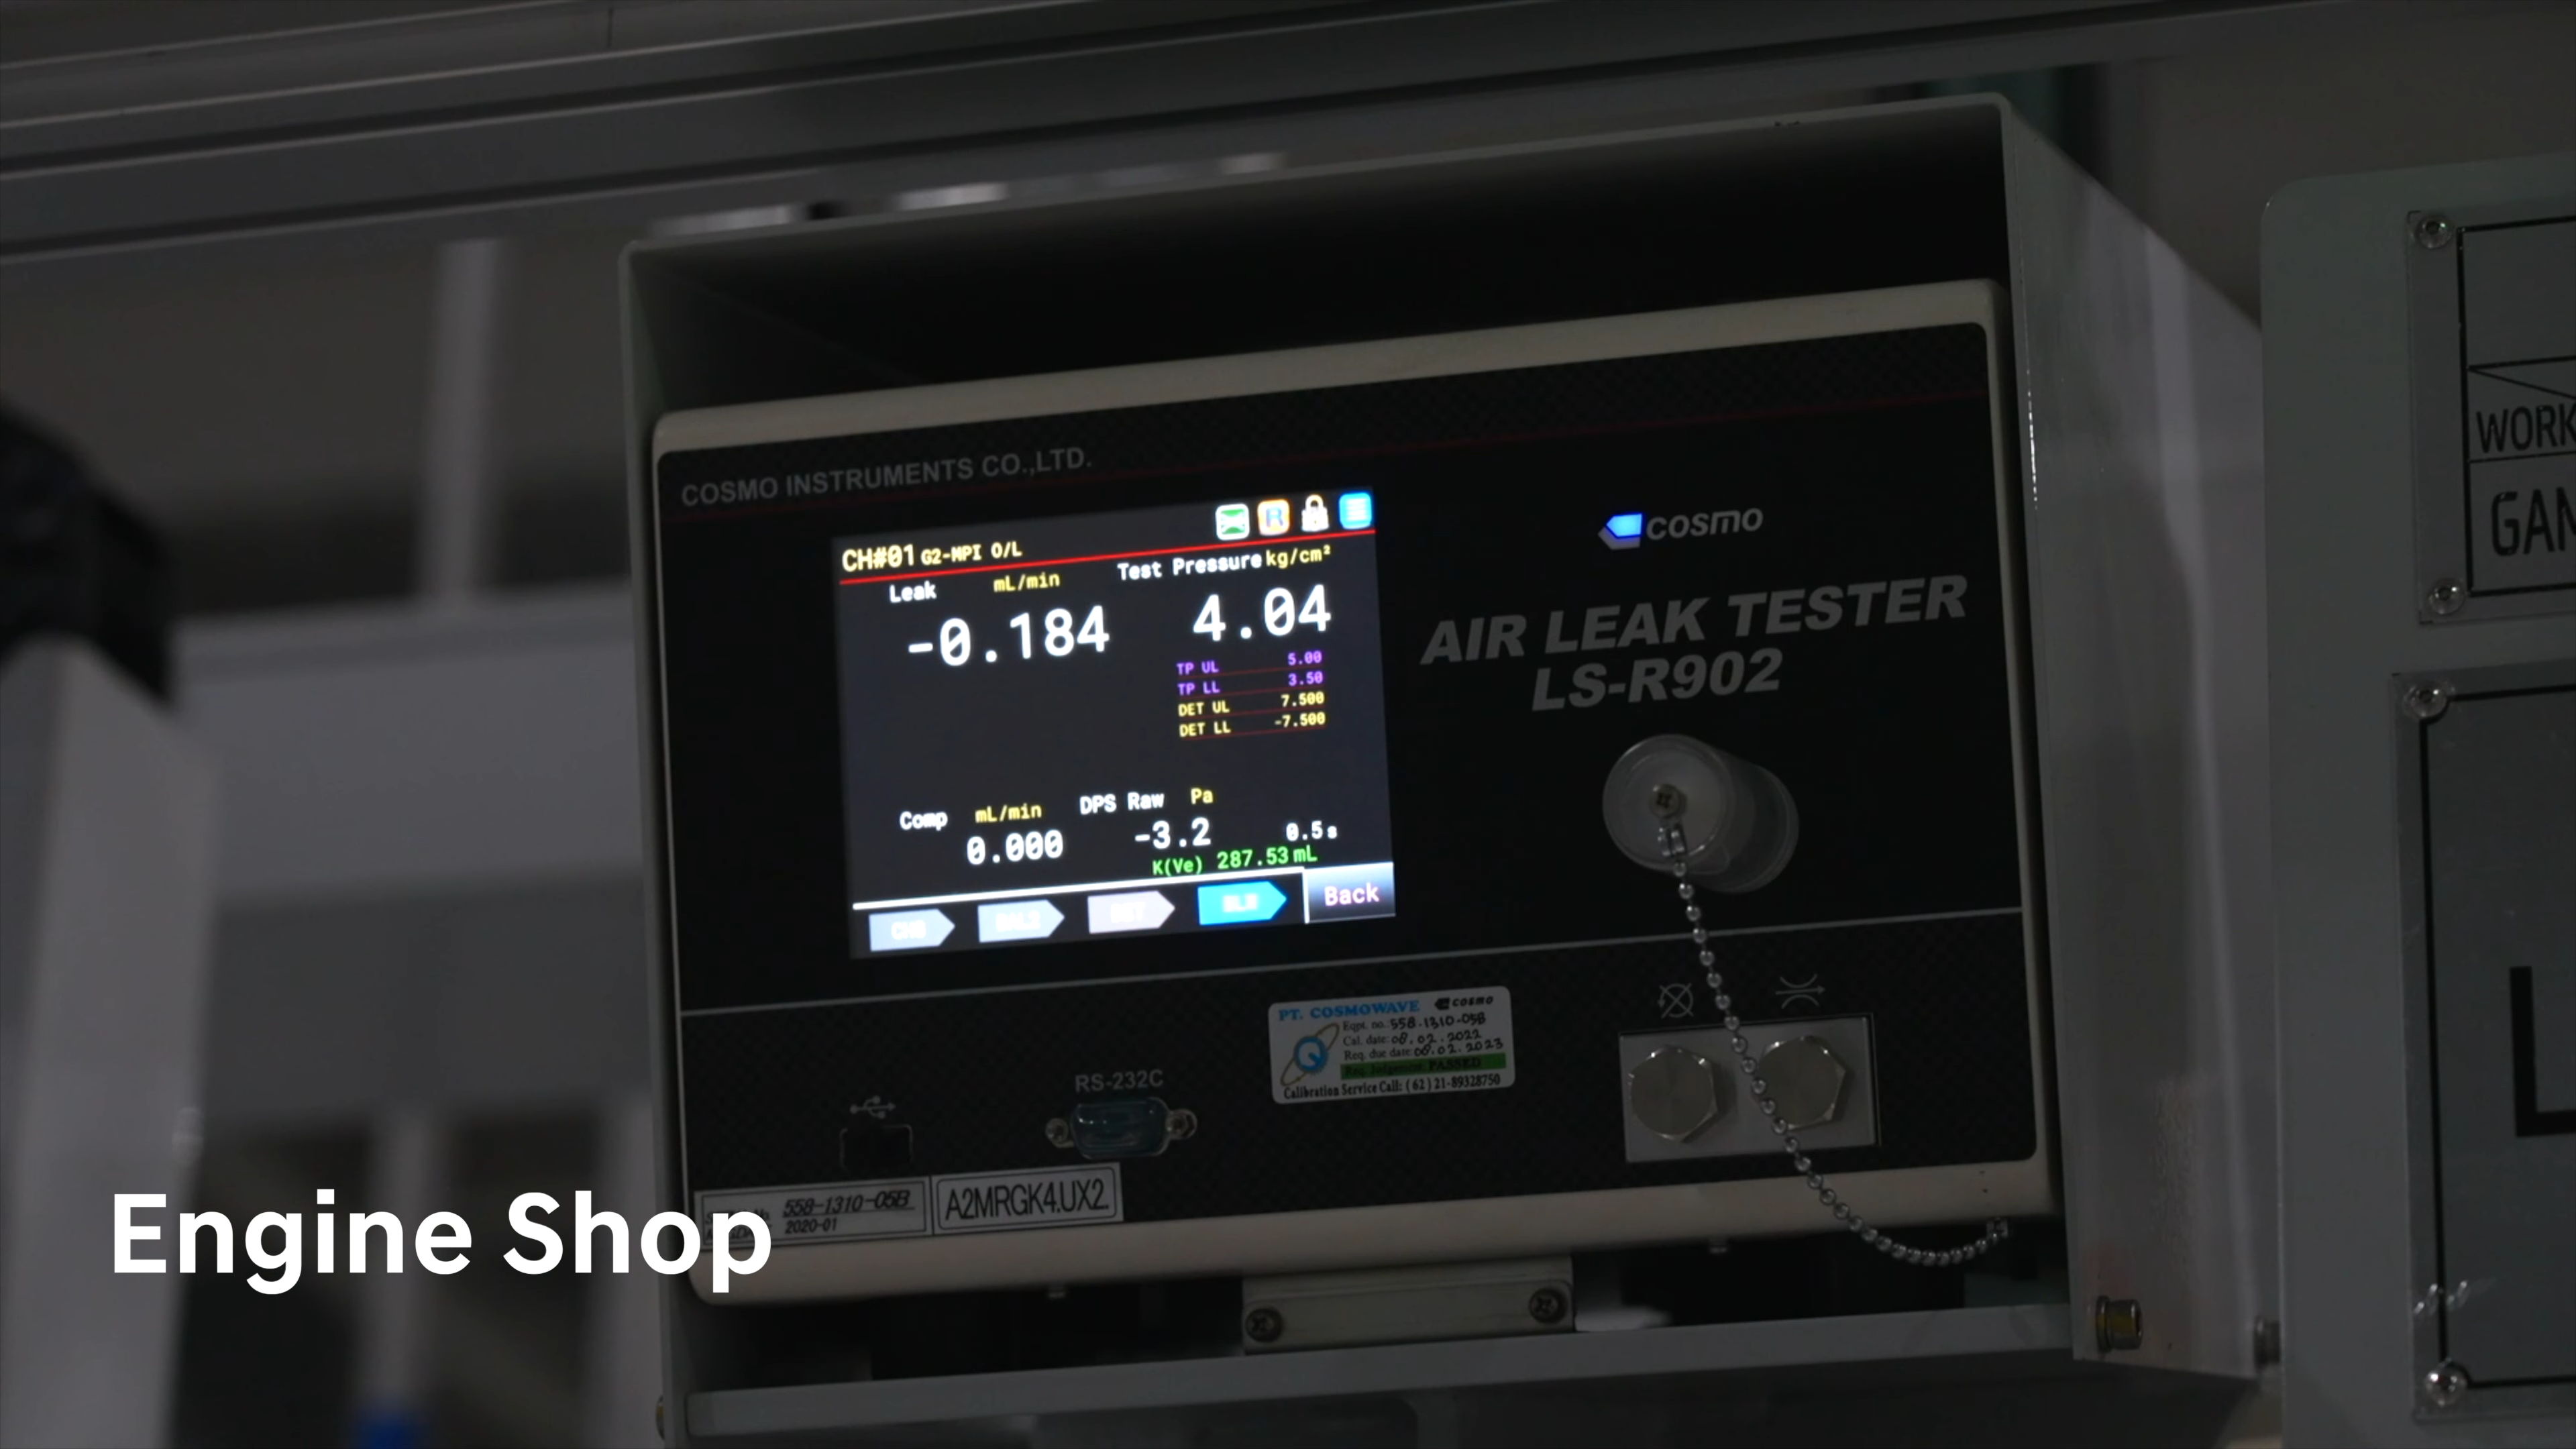 COSMO INSTRUMENTS CO.,LTD.
CH#01 G2-MPI O/L
Leak mL/min
Test Pressure kg/cm²
-0.184
4.04
TP UL 5.00
TP LL 3.50
DET UL 7.500
DET LL -7.500
Comp mL/min
DPS Raw Pa
0.000
-3.2
0.5s
K(Ve) 287.53 mL
Back
cosmo
AIR LEAK TESTER
LS-R902
RS-232C
PT. COSMOWAVE cosmo
Eqpt. no.: 558-1310-05B
Cal. date: 08.02.2022
Req. due date: 08.02.2023
PASSED
Calibration Service Call: (62) 21-89328750
558-1310-05B
2020-01
A2MRGK4.UX2
WORK
GAN
L
Engine Shop